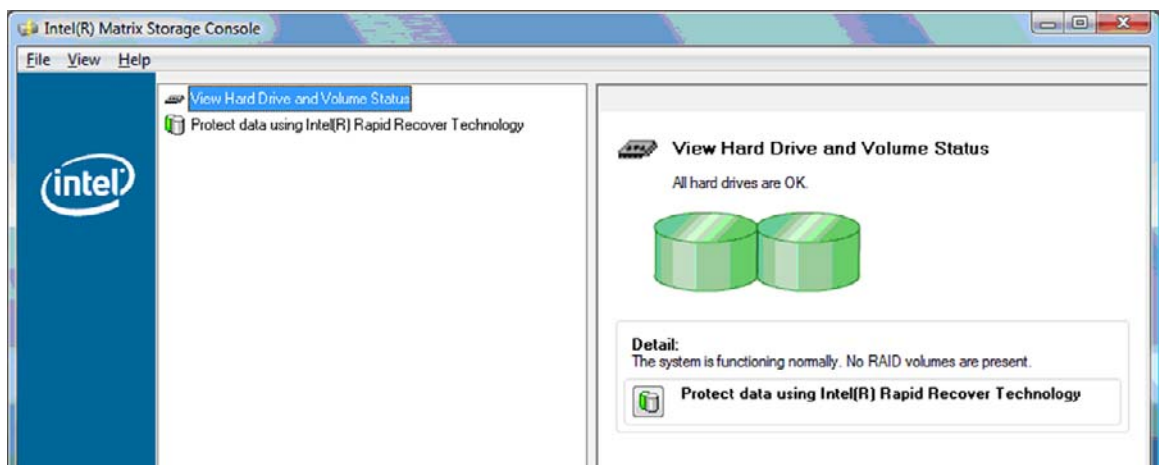 Intel(R) Matrix Storage Console
File View Help
View Hard Drive and Volume Status
Protect data using Intel(R) Rapid Recover Technology
intel
View Hard Drive and Volume Status
All hard drives are OK.
Detail:
The system is functioning normally. No RAID volumes are present.
Protect data using Intel(R) Rapid Recover Technology